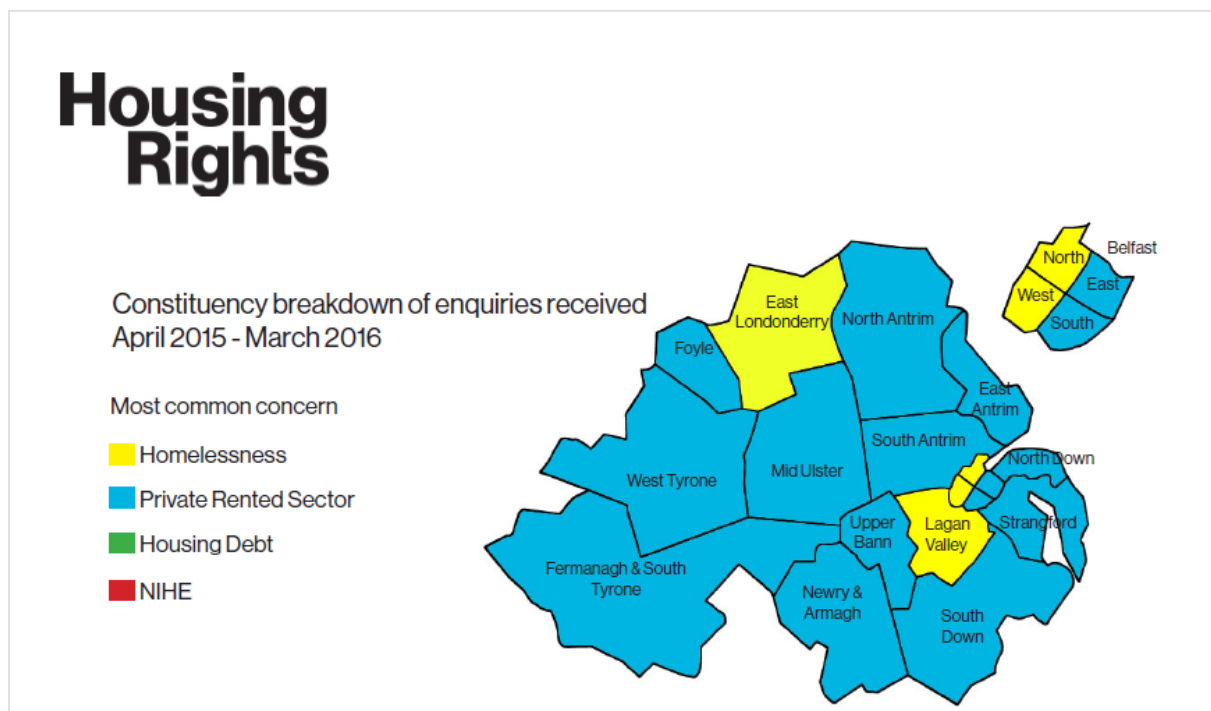 Housing
Rights
Constituency breakdown of enquiries received
April 2015 - March 2016
Most common concern
Homelessness
Private Rented Sector
Housing Debt
NIHE
Belfast
North
East
West
South
East
Londonderry
North Antrim
Foyle
East
Antrim
South Antrim
North Down
West Tyrone
Mid Ulster
Upper
Bann
Lagan
Valley
Strangford
Fermanagh & South
Tyrone
Newry &
Armagh
South
Down